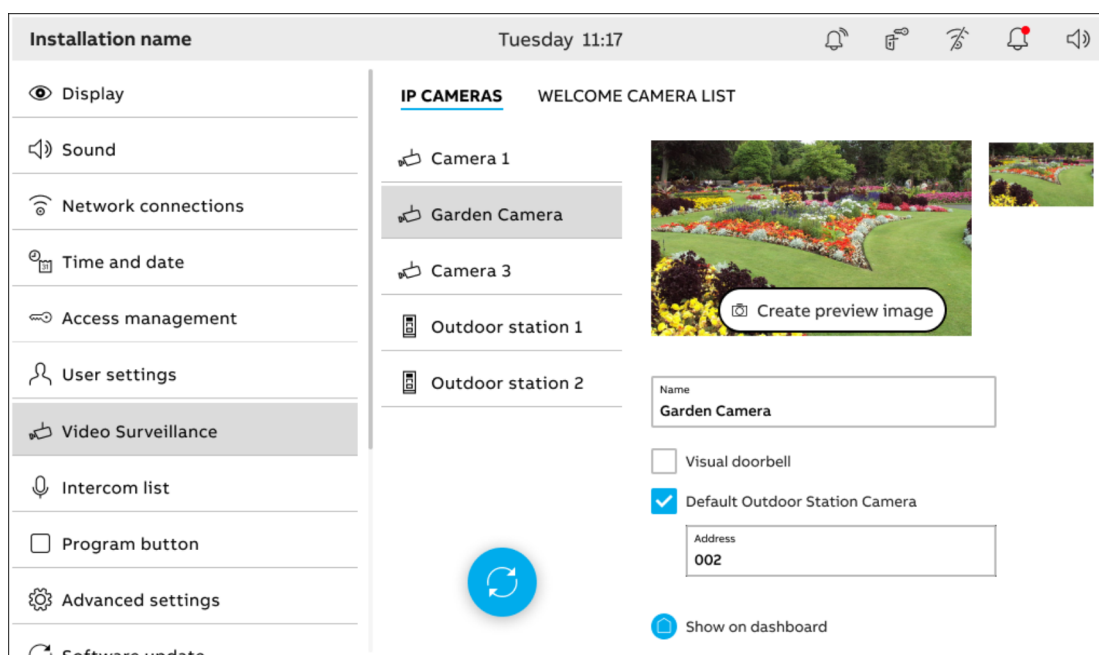 Installation name
Tuesday 11:17
Display
Sound
Network connections
Time and date
Access management
User settings
Video Surveillance
Intercom list
Program button
Advanced settings
Software update
IP CAMERAS
WELCOME CAMERA LIST
Camera 1
Garden Camera
Camera 3
Outdoor station 1
Outdoor station 2
Create preview image
Name
Garden Camera
Visual doorbell
Default Outdoor Station Camera
Address
002
Show on dashboard